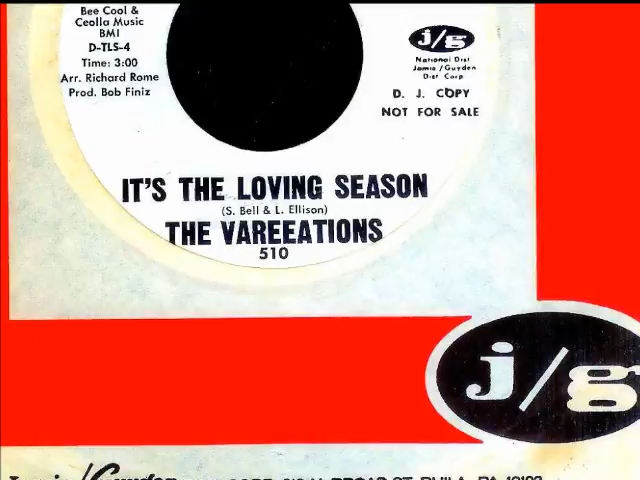 Bee Cool &
Ceolla Music
BMI
D-TLS-4
Time: 3:00
Arr. Richard Rome
Prod. Bob Finiz
j/g
National Dist
Jamie/Guyden
Dist Corp
D. J. COPY
NOT FOR SALE
IT'S THE LOVING SEASON
(S. Bell & L. Ellison)
THE VAREEATIONS
510
j/g